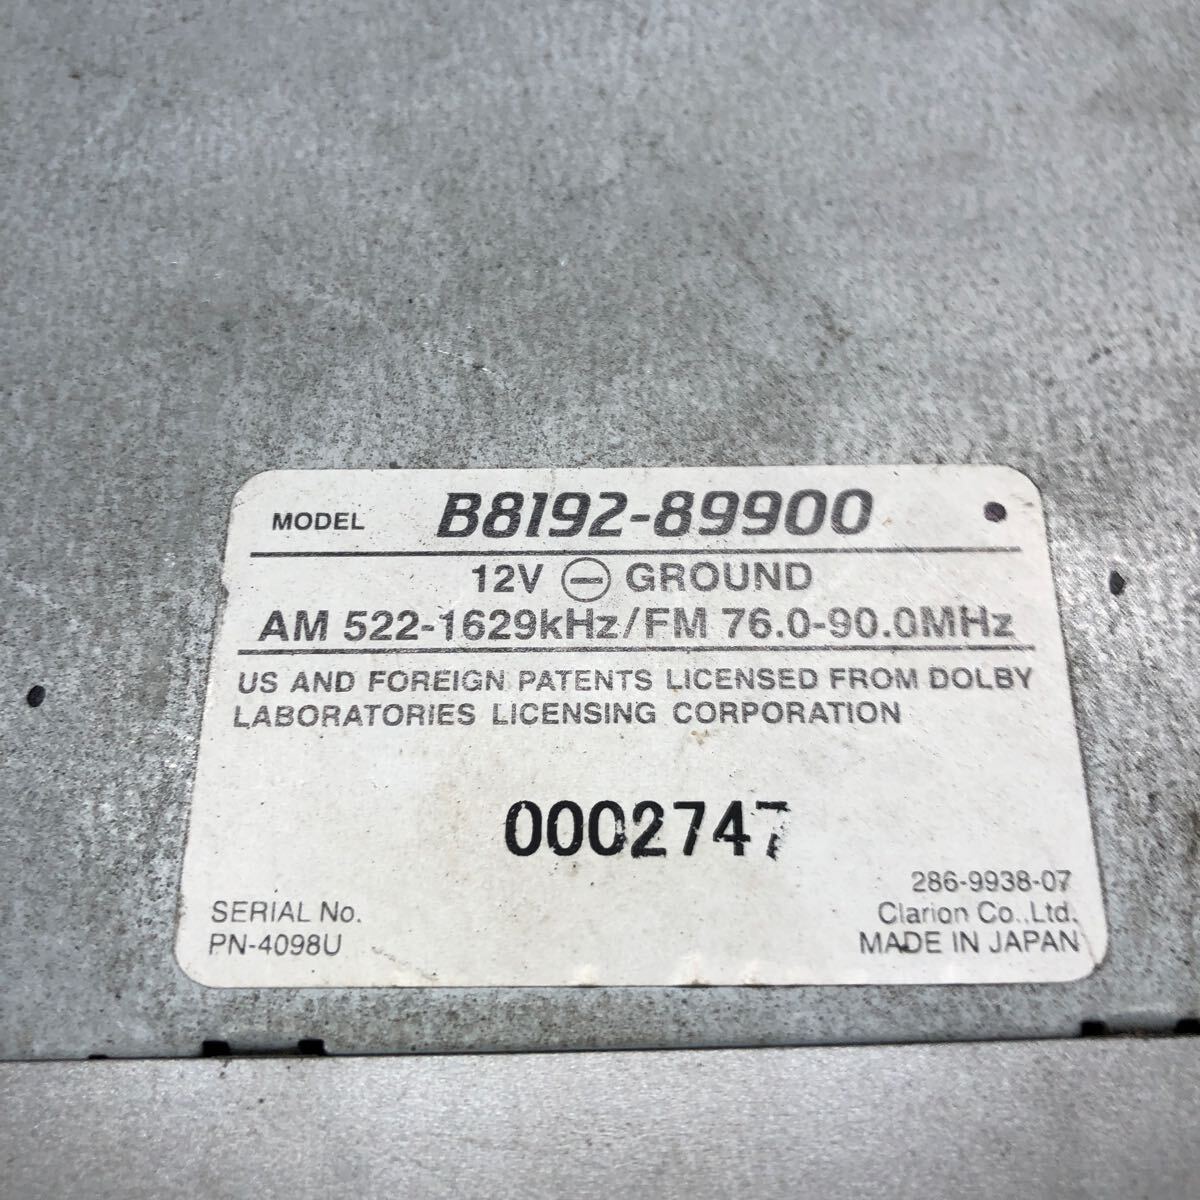 MODEL B8192-89900
12V ⊖ GROUND
AM 522-1629kHz/FM 76.0-90.0MHz
US AND FOREIGN PATENTS LICENSED FROM DOLBY
LABORATORIES LICENSING CORPORATION
0002747
286-9938-07
SERIAL No. Clarion Co.,Ltd.
PN-4098U MADE IN JAPAN